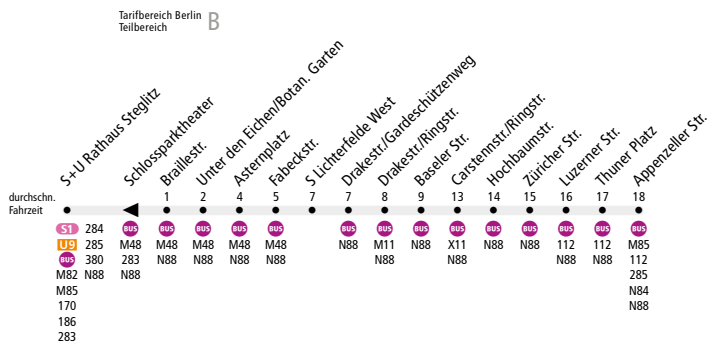 Tarifbereich Berlin
Teilbereich
B
S+U Rathaus Steglitz
Schlossparktheater
Braillestr.
Unter den Eichen/Botan. Garten
Asternplatz
Fabeckstr.
S Lichterfelde West
Drakestr./Gardeschützenweg
Drakestr./Ringstr.
Baseler Str.
Carstennstr./Ringstr.
Hochbaumstr.
Züricher Str.
Luzerner Str.
Thuner Platz
Appenzeller Str.
durchschn. 1 2 4 5 7 7 8 9 13 14 15 16 17 18
Fahrzeit
S1 284 BUS BUS BUS BUS BUS BUS BUS BUS BUS BUS BUS BUS BUS BUS
U9 285 M48 M48 M48 M48 M48 N88 M11 N88 X11 N88 N88 112 112 M85
BUS 380 283 N88 N88 N88 N88 N88 N88 N88 N88 112
M82 N88 N88 285
M85 N84
170 N88
186
283